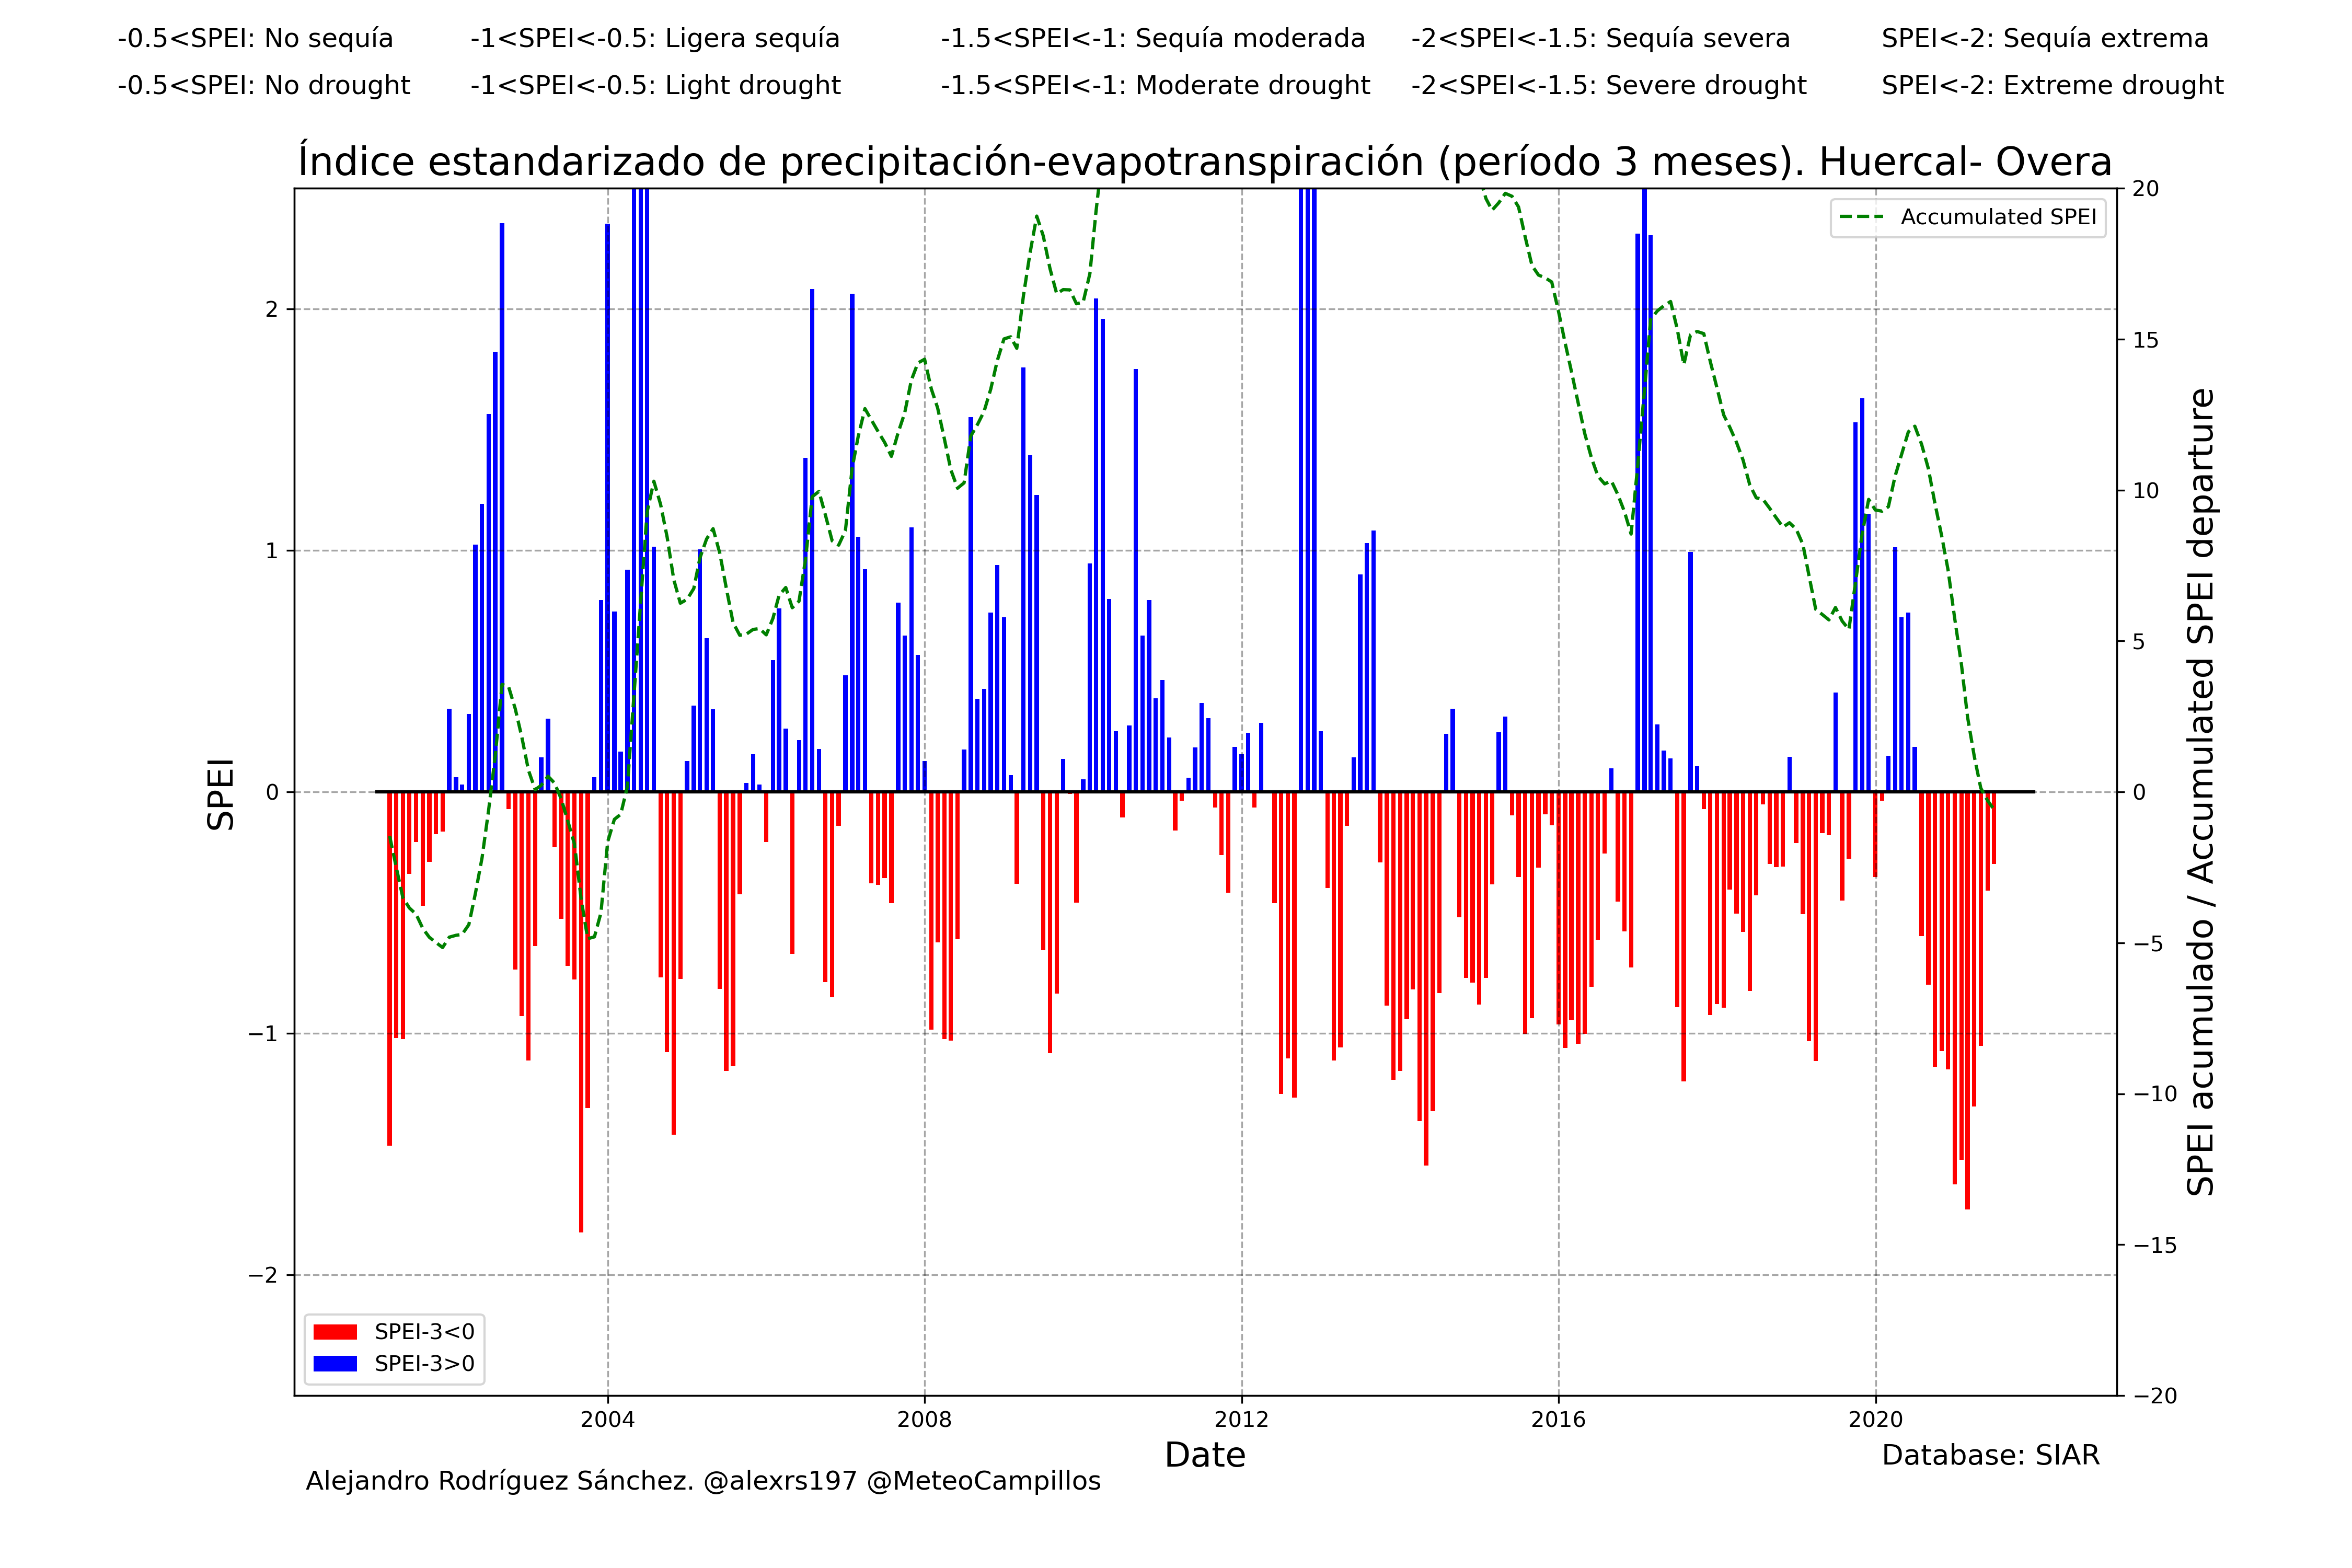 -0.5<SPEI: No sequía -1<SPEI<-0.5: Ligera sequía -1.5<SPEI<-1: Sequía moderada -2<SPEI<-1.5: Sequía severa SPEI<-2: Sequía extrema
-0.5<SPEI: No drought -1<SPEI<-0.5: Light drought -1.5<SPEI<-1: Moderate drought -2<SPEI<-1.5: Severe drought SPEI<-2: Extreme drought
Índice estandarizado de precipitación-evapotranspiración (período 3 meses). Huercal- Overa
Accumulated SPEI
SPEI
2
1
0
−1
−2
20
15
10
5
0
−5
−10
−15
−20
SPEI acumulado / Accumulated SPEI departure
SPEI-3<0
SPEI-3>0
2004 2008 2012 2016 2020
Date
Database: SIAR
Alejandro Rodríguez Sánchez. @alexrs197 @MeteoCampillos